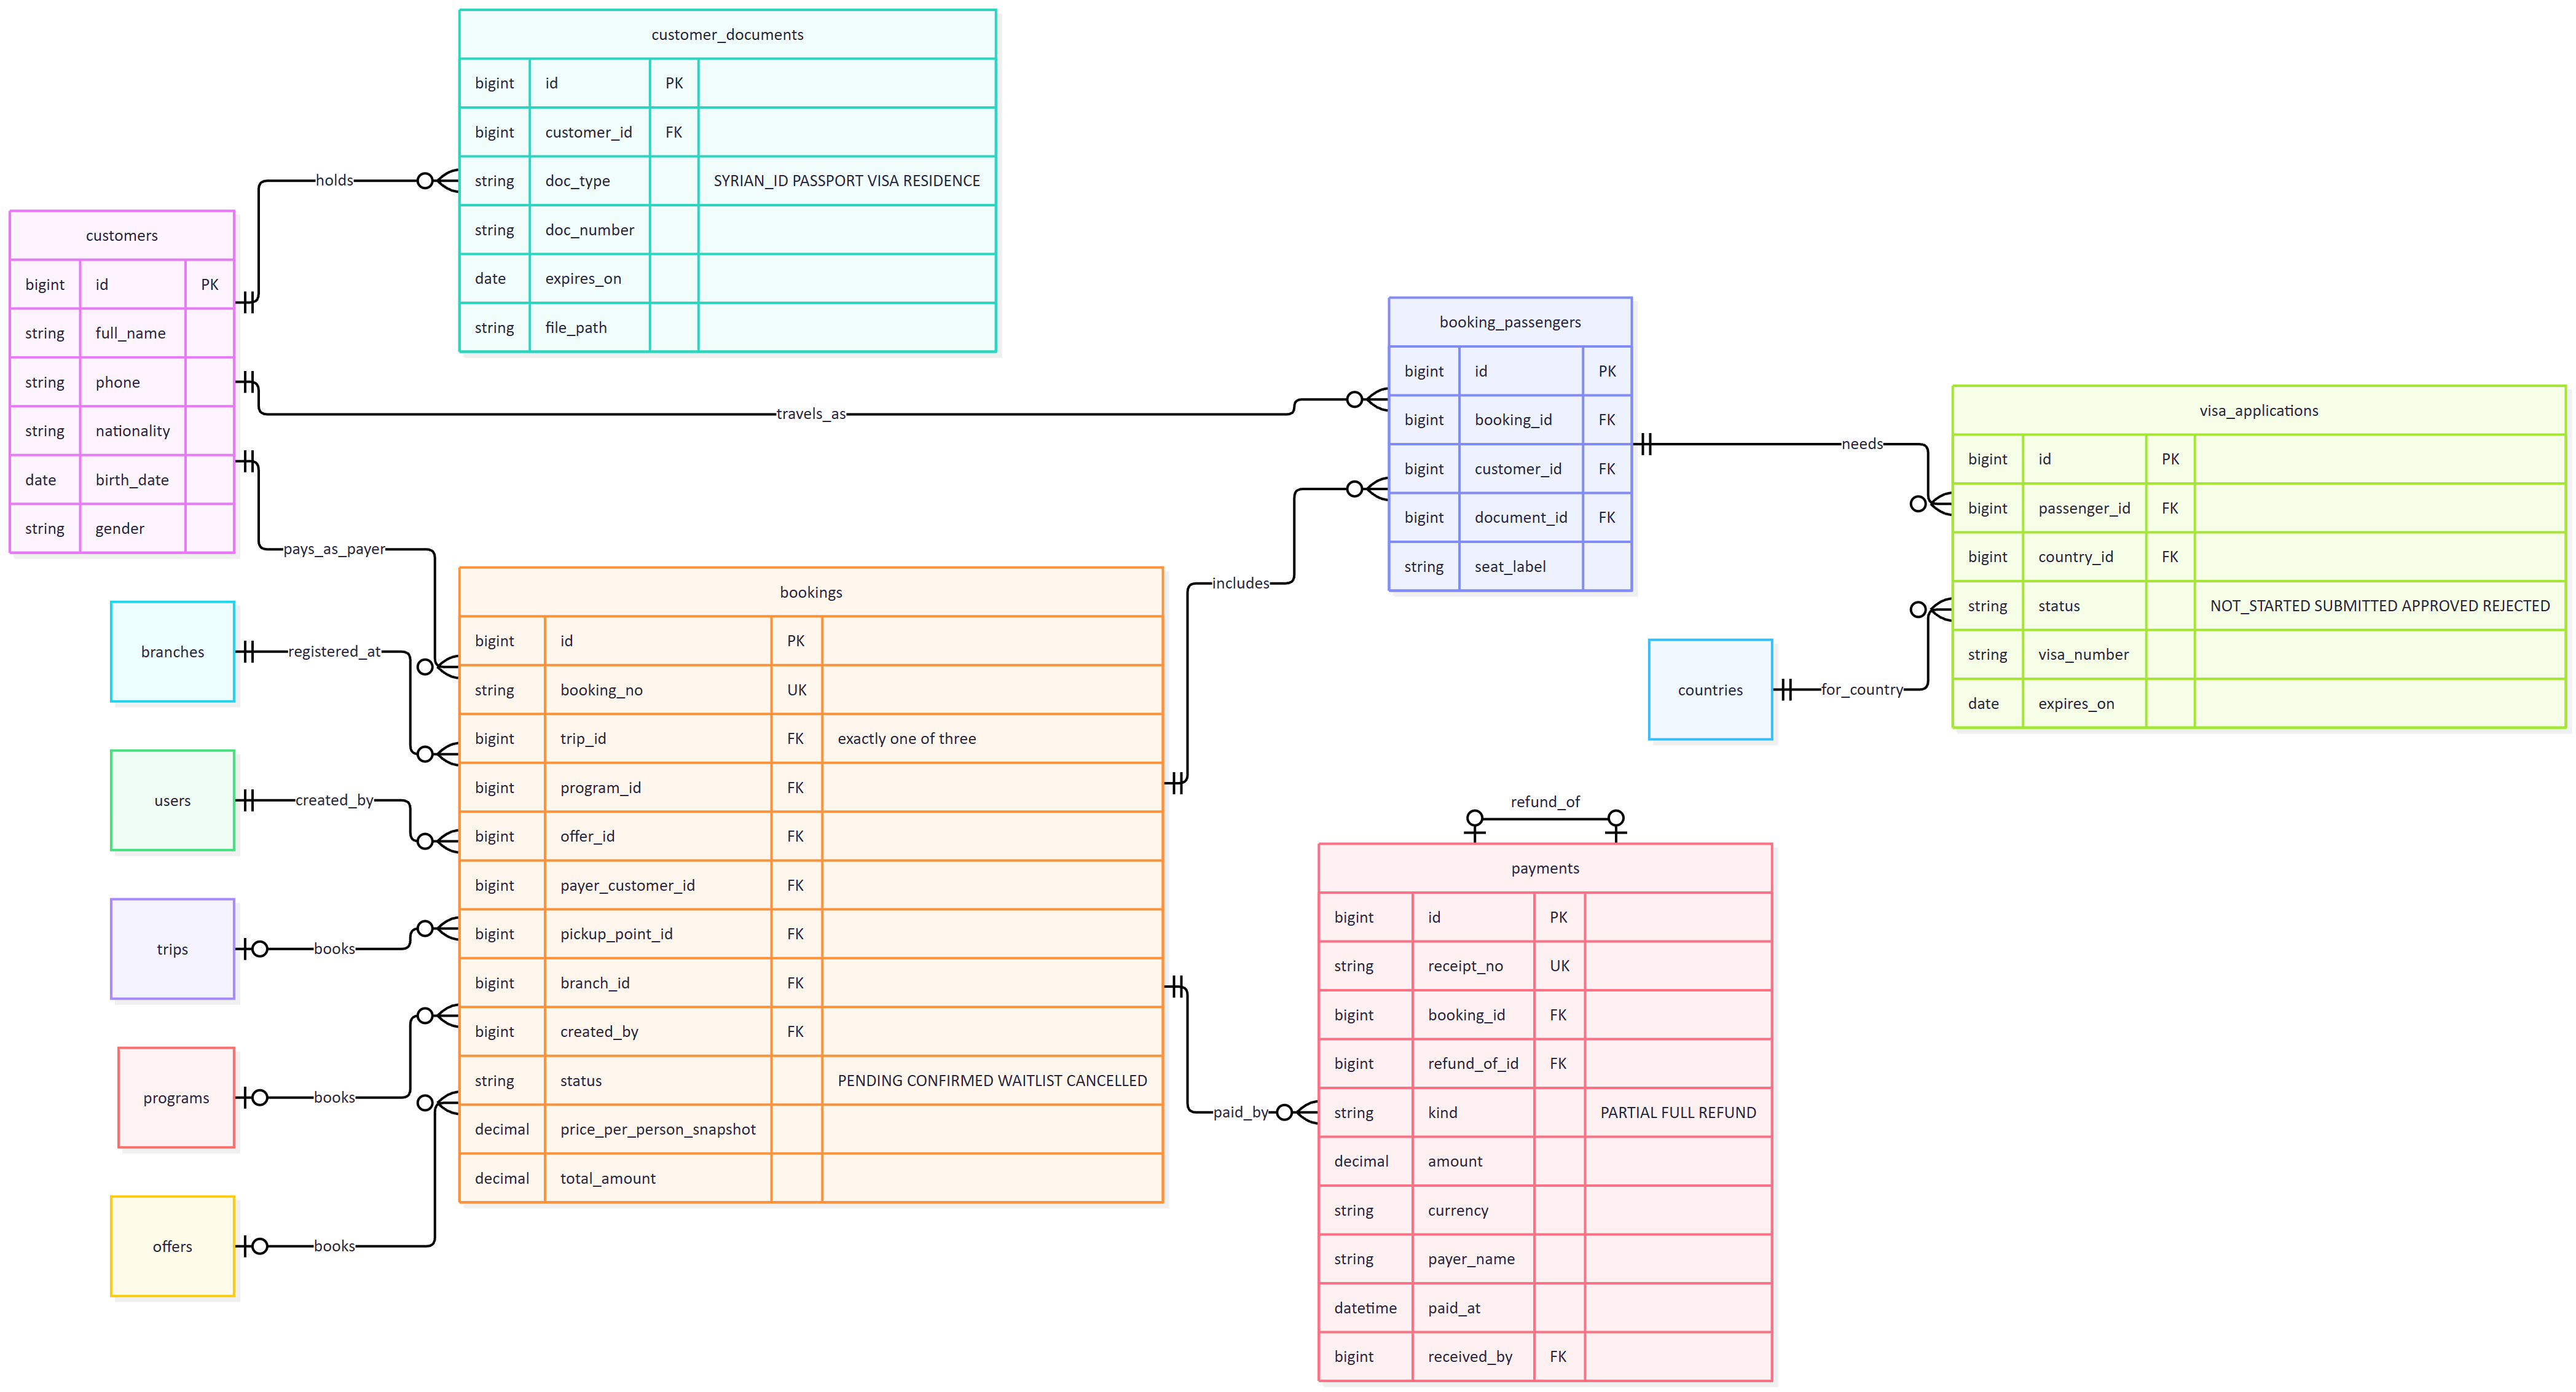 customer_documents
bigint id PK
bigint customer_id FK
string doc_type SYRIAN_ID PASSPORT VISA RESIDENCE
string doc_number
date expires_on
string file_path
holds
customers
bigint id PK
string full_name
string phone
string nationality
date birth_date
string gender
travels_as
pays_as_payer
booking_passengers
bigint id PK
bigint booking_id FK
bigint customer_id FK
bigint document_id FK
string seat_label
includes
needs
visa_applications
bigint id PK
bigint passenger_id FK
bigint country_id FK
string status NOT_STARTED SUBMITTED APPROVED REJECTED
string visa_number
date expires_on
countries
for_country
branches
registered_at
users
created_by
trips
books
programs
books
offers
books
bookings
bigint id PK
string booking_no UK
bigint trip_id FK exactly one of three
bigint program_id FK
bigint offer_id FK
bigint payer_customer_id FK
bigint pickup_point_id FK
bigint branch_id FK
bigint created_by FK
string status PENDING CONFIRMED WAITLIST CANCELLED
decimal price_per_person_snapshot
decimal total_amount
paid_by
refund_of
payments
bigint id PK
string receipt_no UK
bigint booking_id FK
bigint refund_of_id FK
string kind PARTIAL FULL REFUND
decimal amount
string currency
string payer_name
datetime paid_at
bigint received_by FK